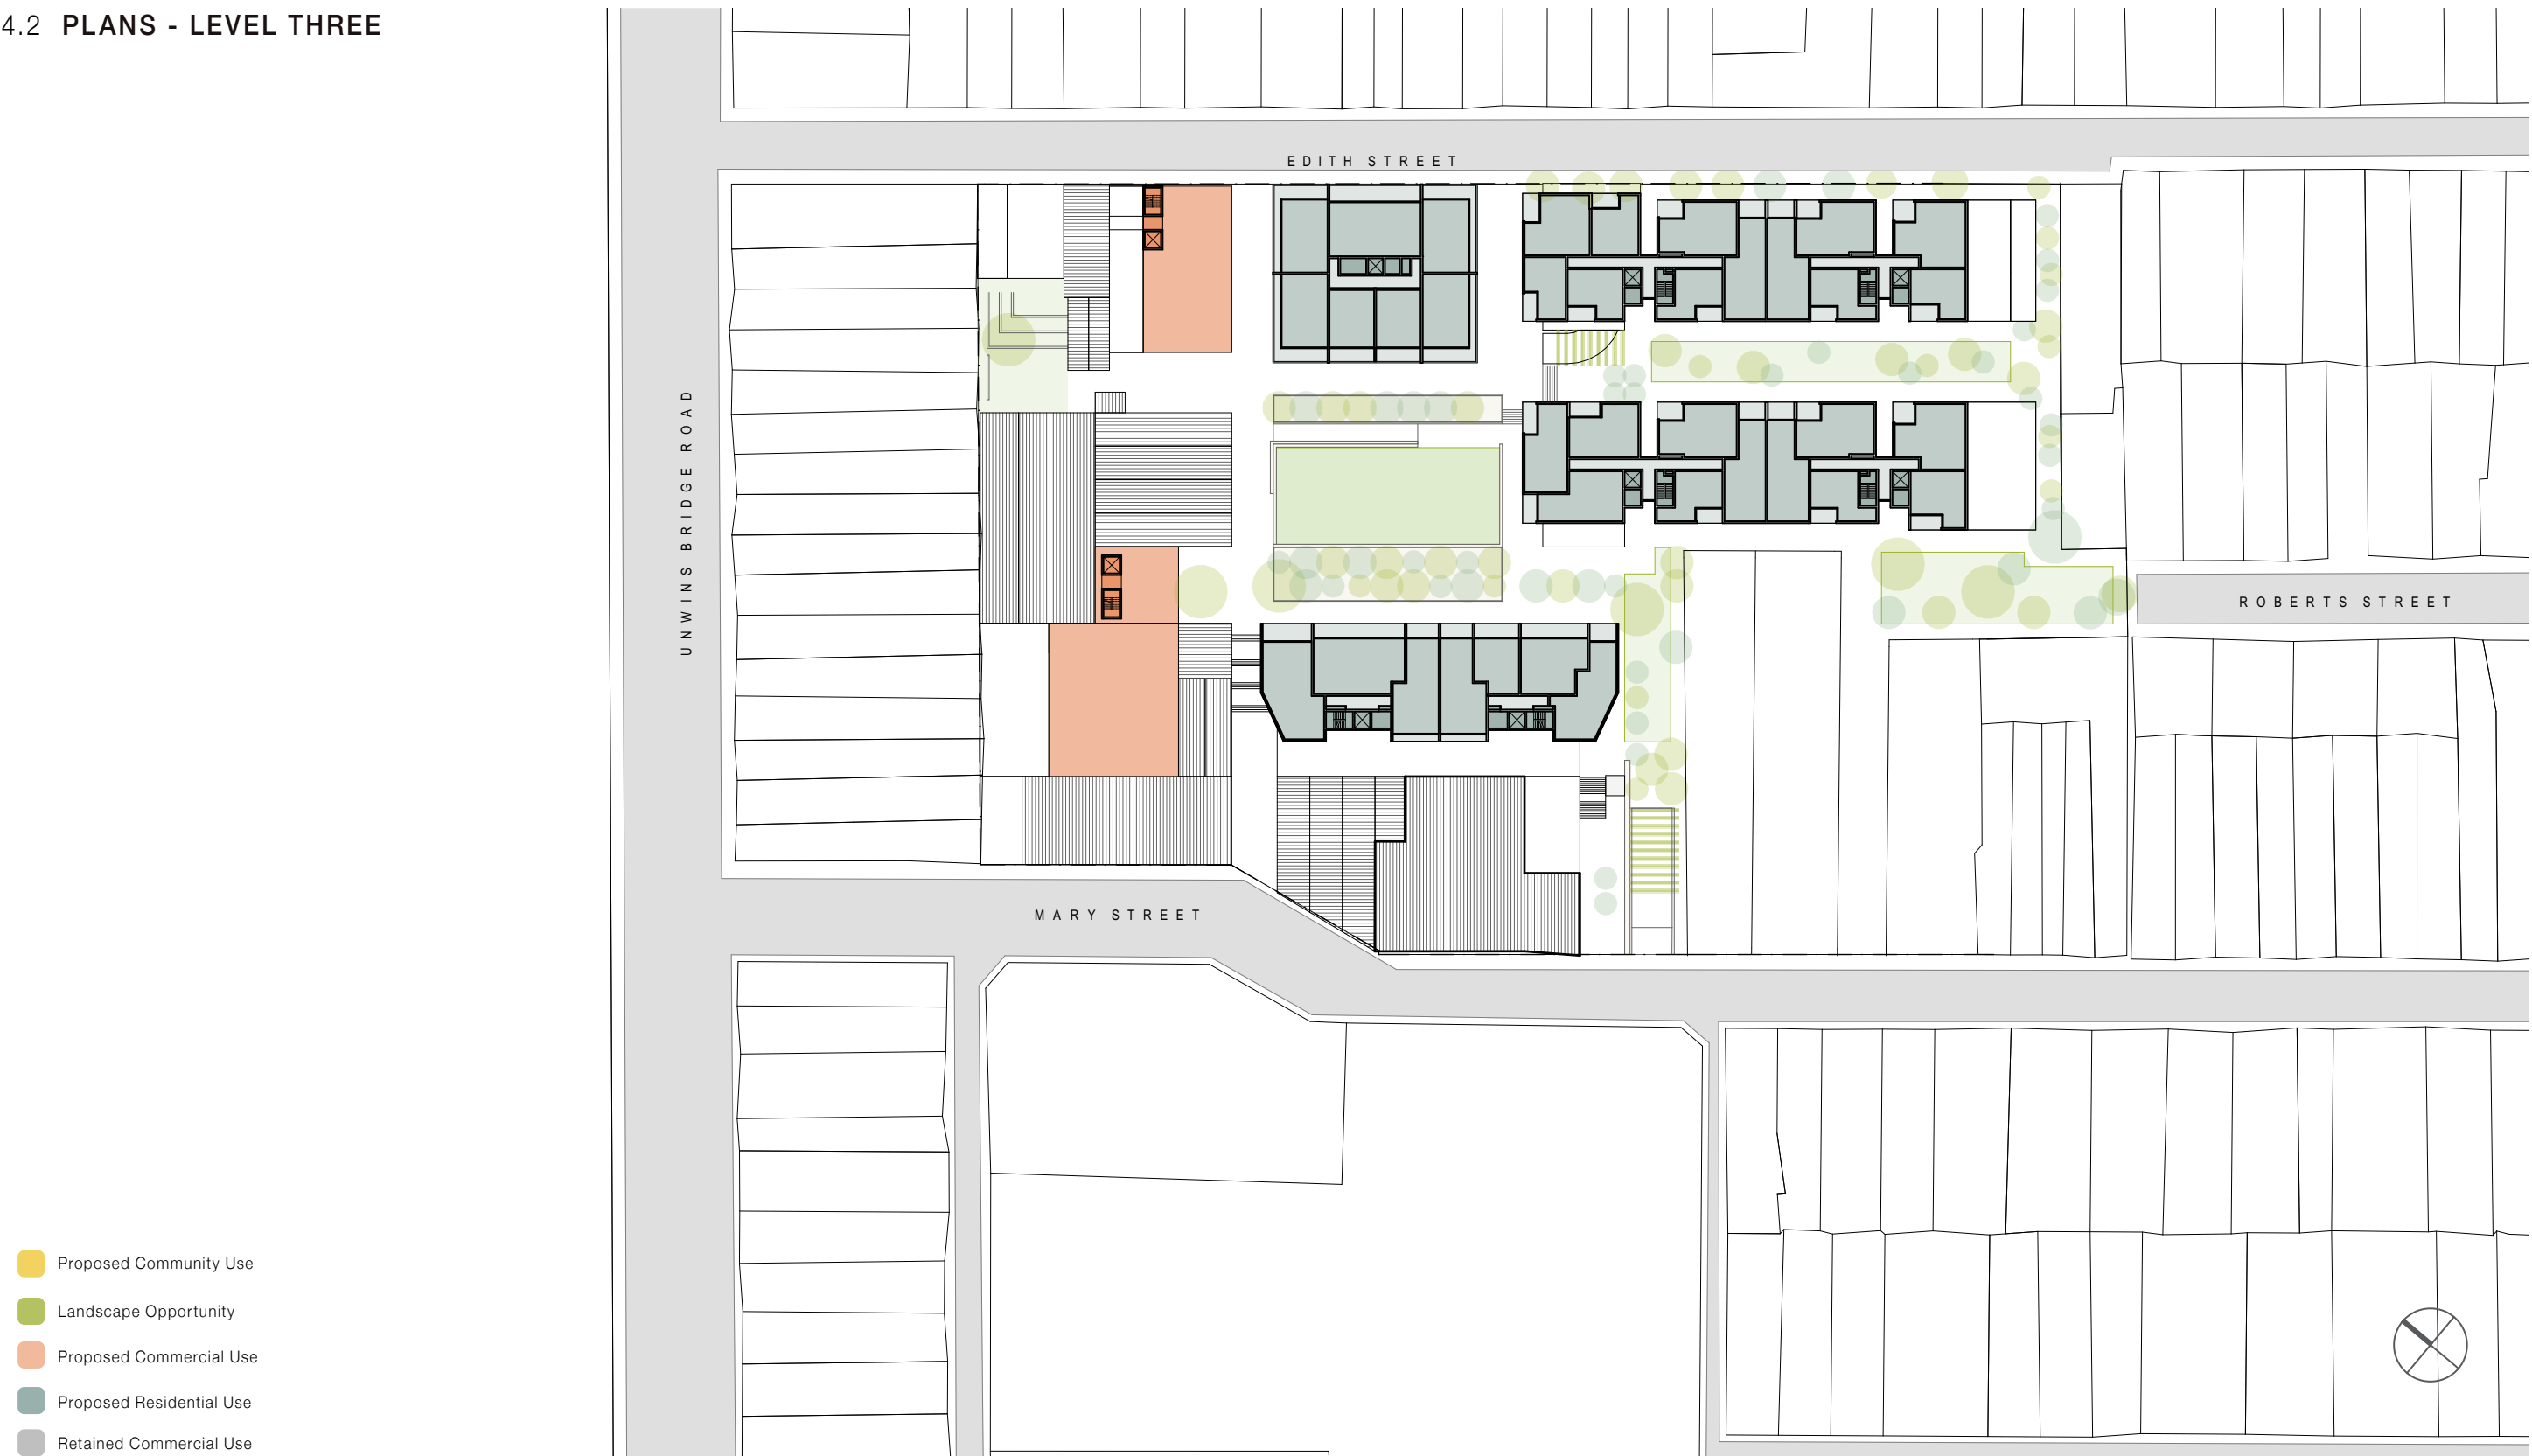 4.2 PLANS - LEVEL THREE
EDITH STREET
UNWINS BRIDGE ROAD
ROBERTS STREET
MARY STREET
Proposed Community Use
Landscape Opportunity
Proposed Commercial Use
Proposed Residential Use
Retained Commercial Use